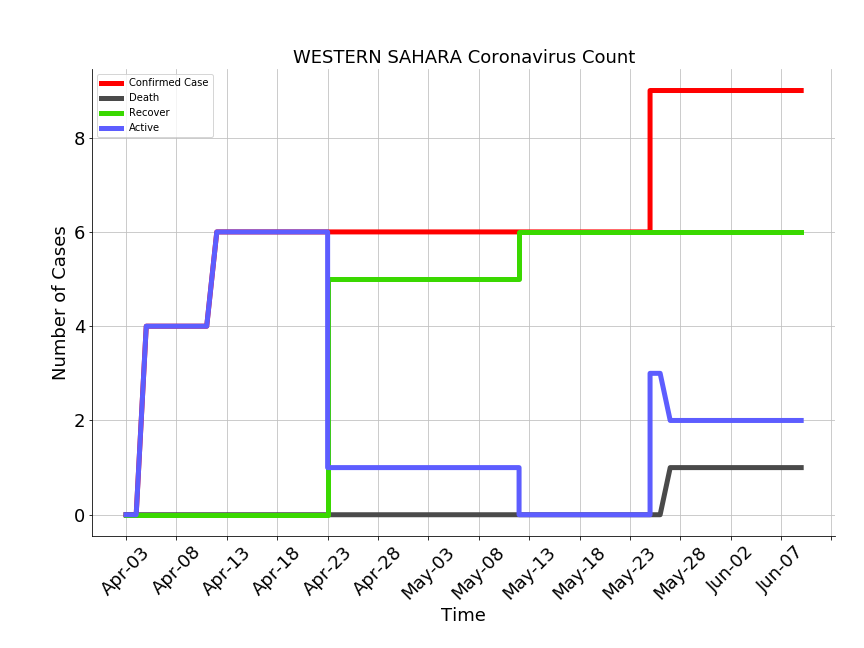 WESTERN SAHARA Coronavirus Count
Confirmed Case
Death
Recover
Active
Number of Cases
8
6
4
2
0
Apr-03
Apr-08
Apr-13
Apr-18
Apr-23
Apr-28
May-03
May-08
May-13
May-18
May-23
May-28
Jun-02
Jun-07
Time